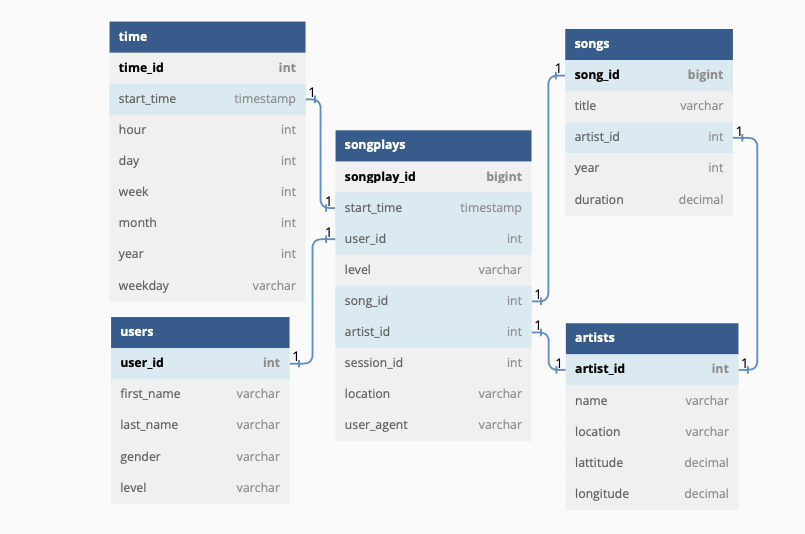 time
time_id int
start_time timestamp
hour int
day int
week int
month int
year int
weekday varchar
users
user_id int
first_name varchar
last_name varchar
gender varchar
level varchar
songplays
songplay_id bigint
start_time timestamp
user_id int
level varchar
song_id int
artist_id int
session_id int
location varchar
user_agent varchar
songs
song_id bigint
title varchar
artist_id int
year int
duration decimal
artists
artist_id int
name varchar
location varchar
lattitude decimal
longitude decimal
1
1
1
1
1
1
1
1
1
1